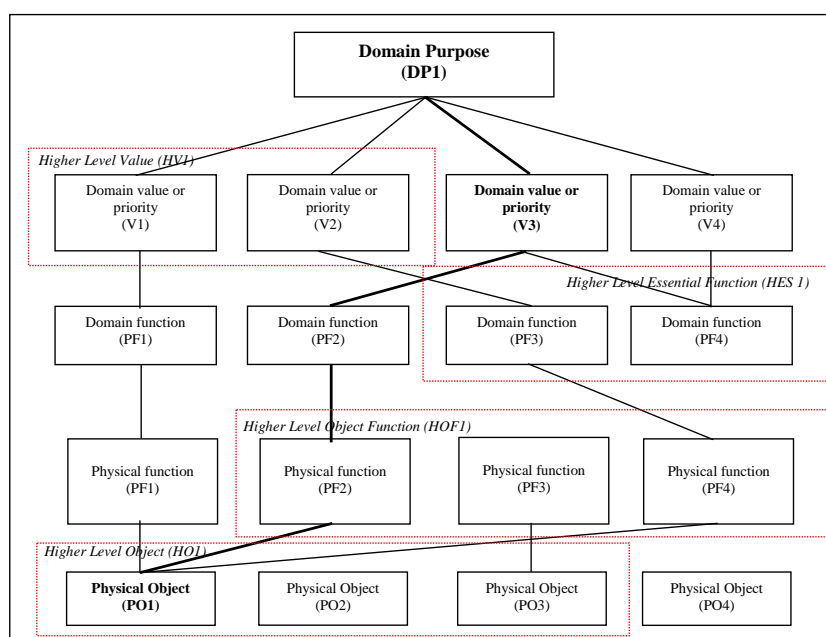 Domain Purpose
(DP1)
Higher Level Value (HV1)
Domain value or
priority
(V1)
Domain value or
priority
(V2)
Domain value or
priority
(V3)
Domain value or
priority
(V4)
Higher Level Essential Function (HES 1)
Domain function
(PF1)
Domain function
(PF2)
Domain function
(PF3)
Domain function
(PF4)
Higher Level Object Function (HOF1)
Physical function
(PF1)
Physical function
(PF2)
Physical function
(PF3)
Physical function
(PF4)
Higher Level Object (HO1)
Physical Object
(PO1)
Physical Object
(PO2)
Physical Object
(PO3)
Physical Object
(PO4)